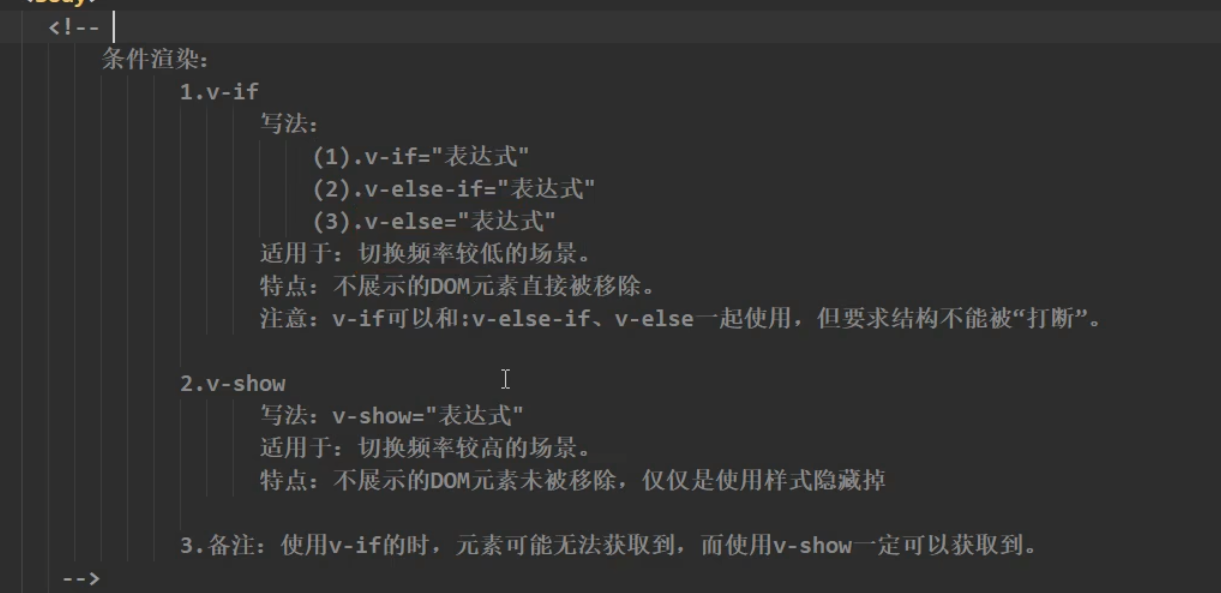 <!--
条件渲染:
1.v-if
写法:
(1).v-if="表达式"
(2).v-else-if="表达式"
(3).v-else="表达式"
适用于: 切换频率较低的场景。
特点: 不展示的DOM元素直接被移除。
注意: v-if可以和:v-else-if、v-else一起使用，但要求结构不能被“打断”。
2.v-show
写法: v-show="表达式"
适用于: 切换频率较高的场景。
特点: 不展示的DOM元素未被移除，仅仅是使用样式隐藏掉
3.备注: 使用v-if的时，元素可能无法获取到，而使用v-show一定可以获取到。
-->